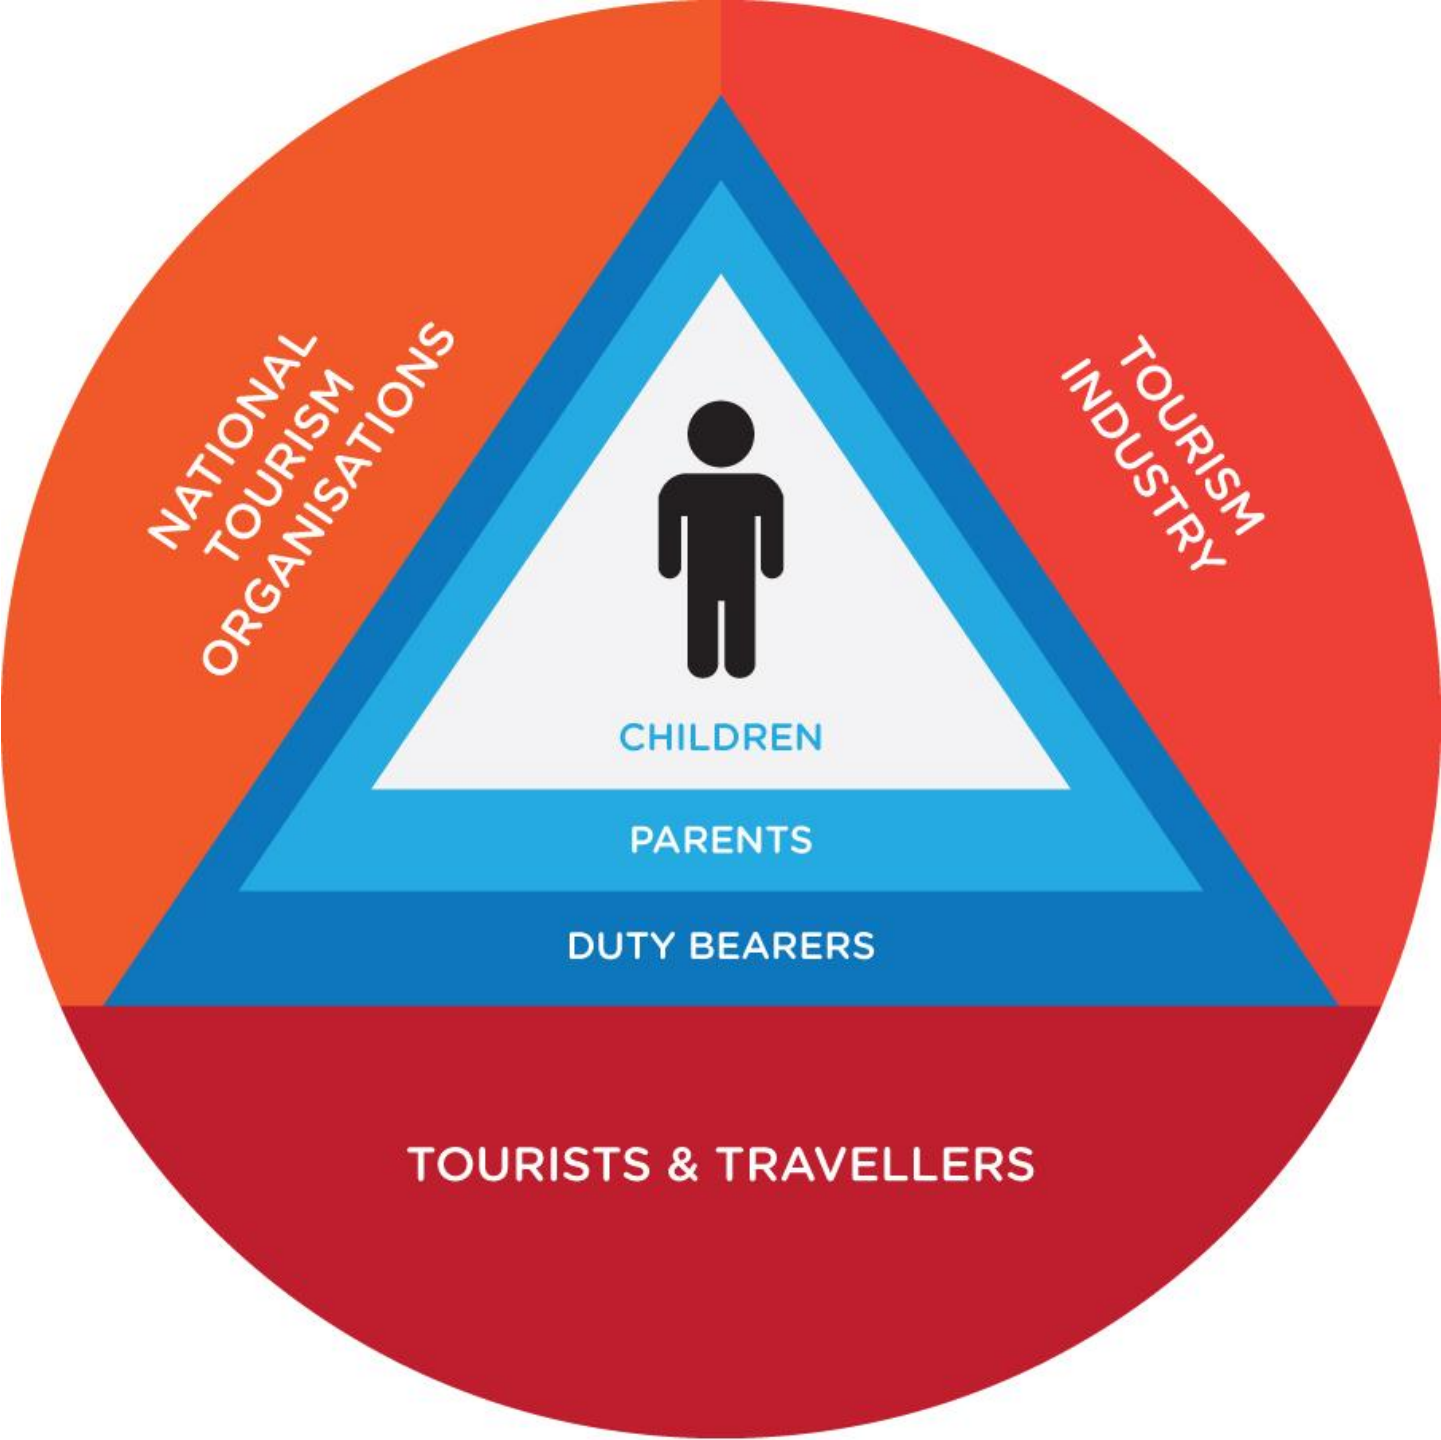 NATIONAL
TOURISM
ORGANISATIONS
TOURISM
INDUSTRY
CHILDREN
PARENTS
DUTY BEARERS
TOURISTS & TRAVELLERS